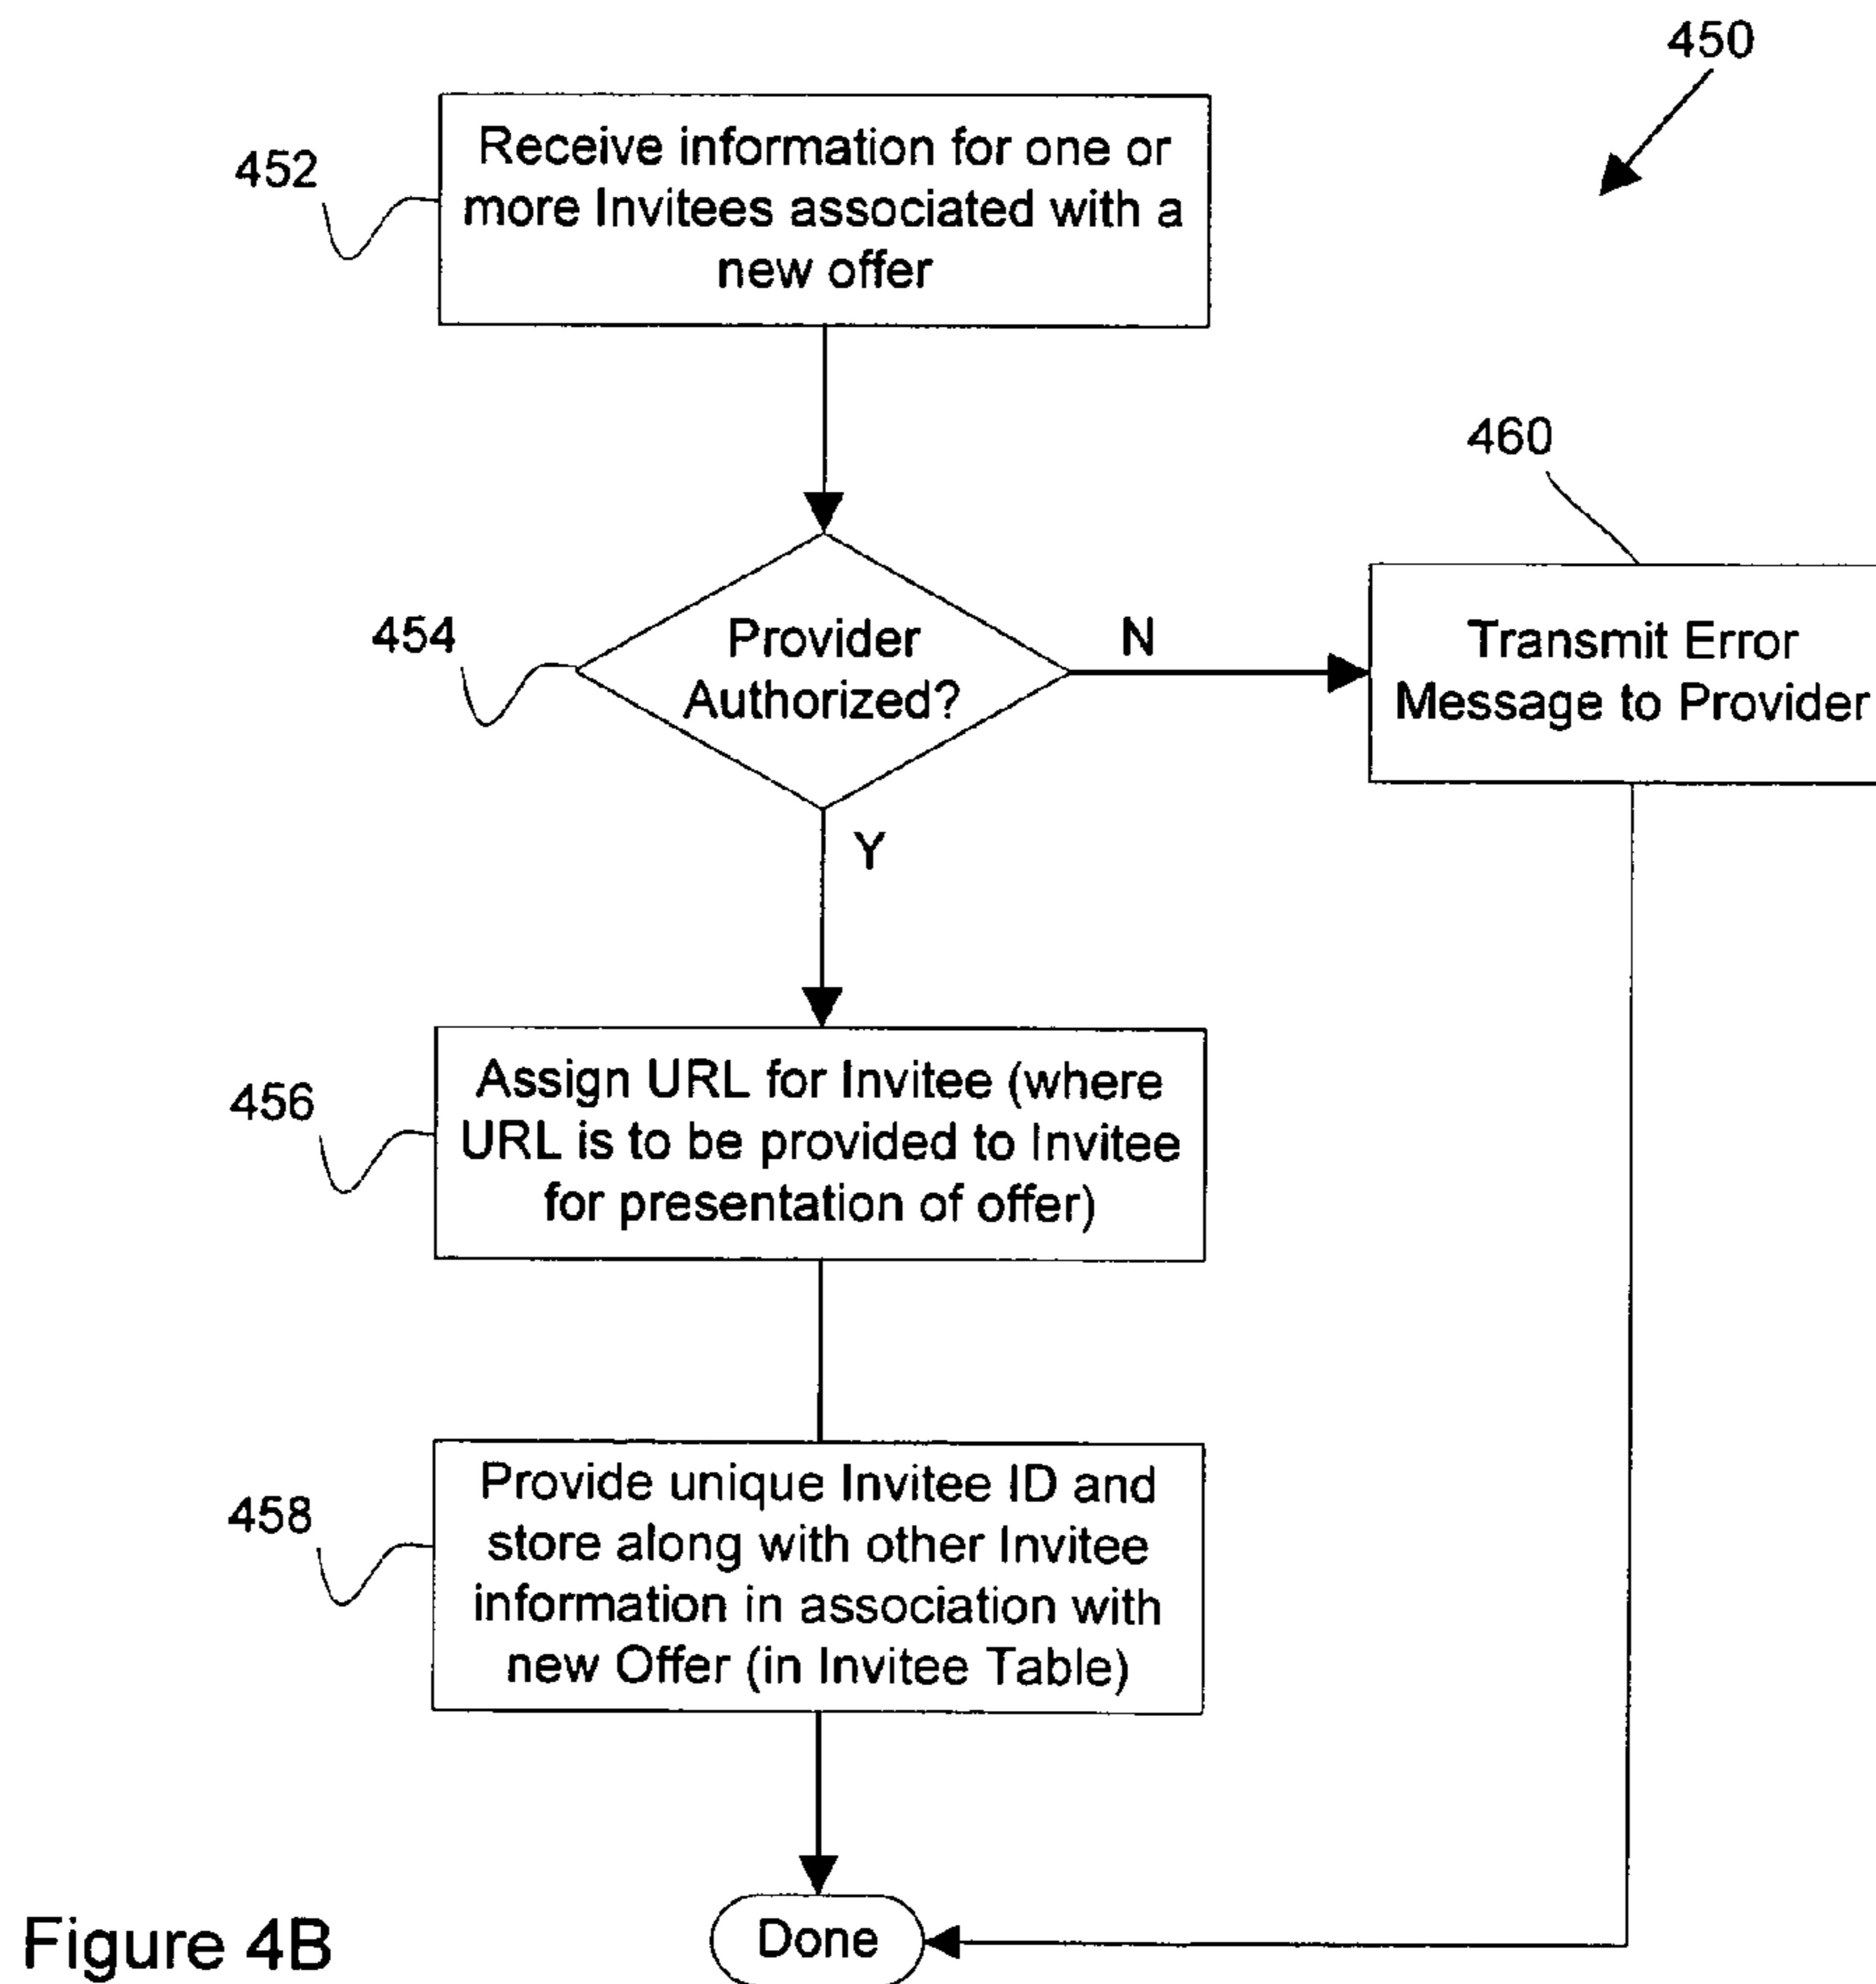 450
452
Receive information for one or
more Invitees associated with a
new offer
460
454
Provider
Authorized?
N
Transmit Error
Message to Provider
Y
456
Assign URL for Invitee (where
URL is to be provided to Invitee
for presentation of offer)
458
Provide unique Invitee ID and
store along with other Invitee
information in association with
new Offer (in Invitee Table)
Done
Figure 4B